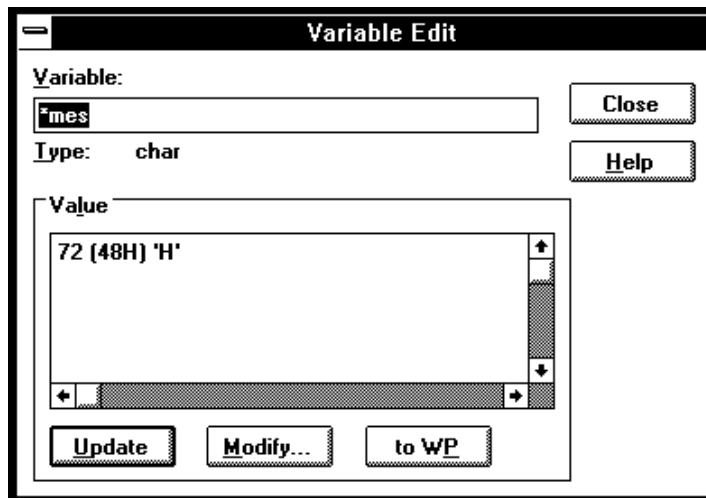 Variable Edit
Variable:
*mes
Close
Type: char
Help
Value
72 (48H) 'H'
Update
Modify...
to WP